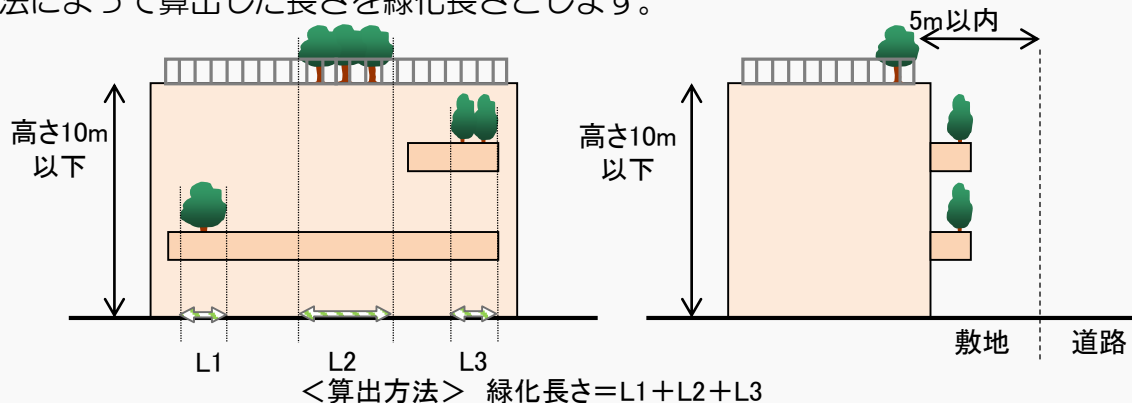 法によって算出した長さを緑化長さとします。
5m以内
高さ10m
以下
高さ10m
以下
敷地
道路
L1
L2
L3
＜算出方法＞ 緑化長さ＝L1＋L2＋L3